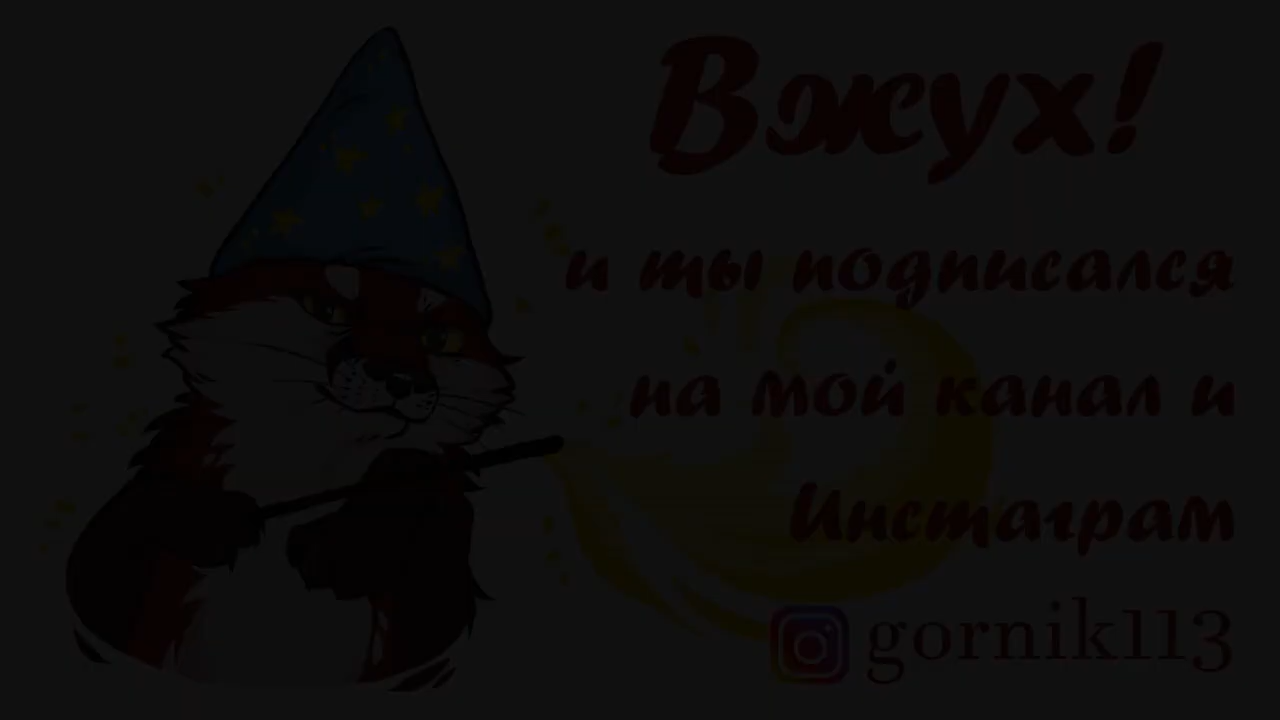 Вжух!
и ты подписался
на мой канал и
Инстаграм
gornik113